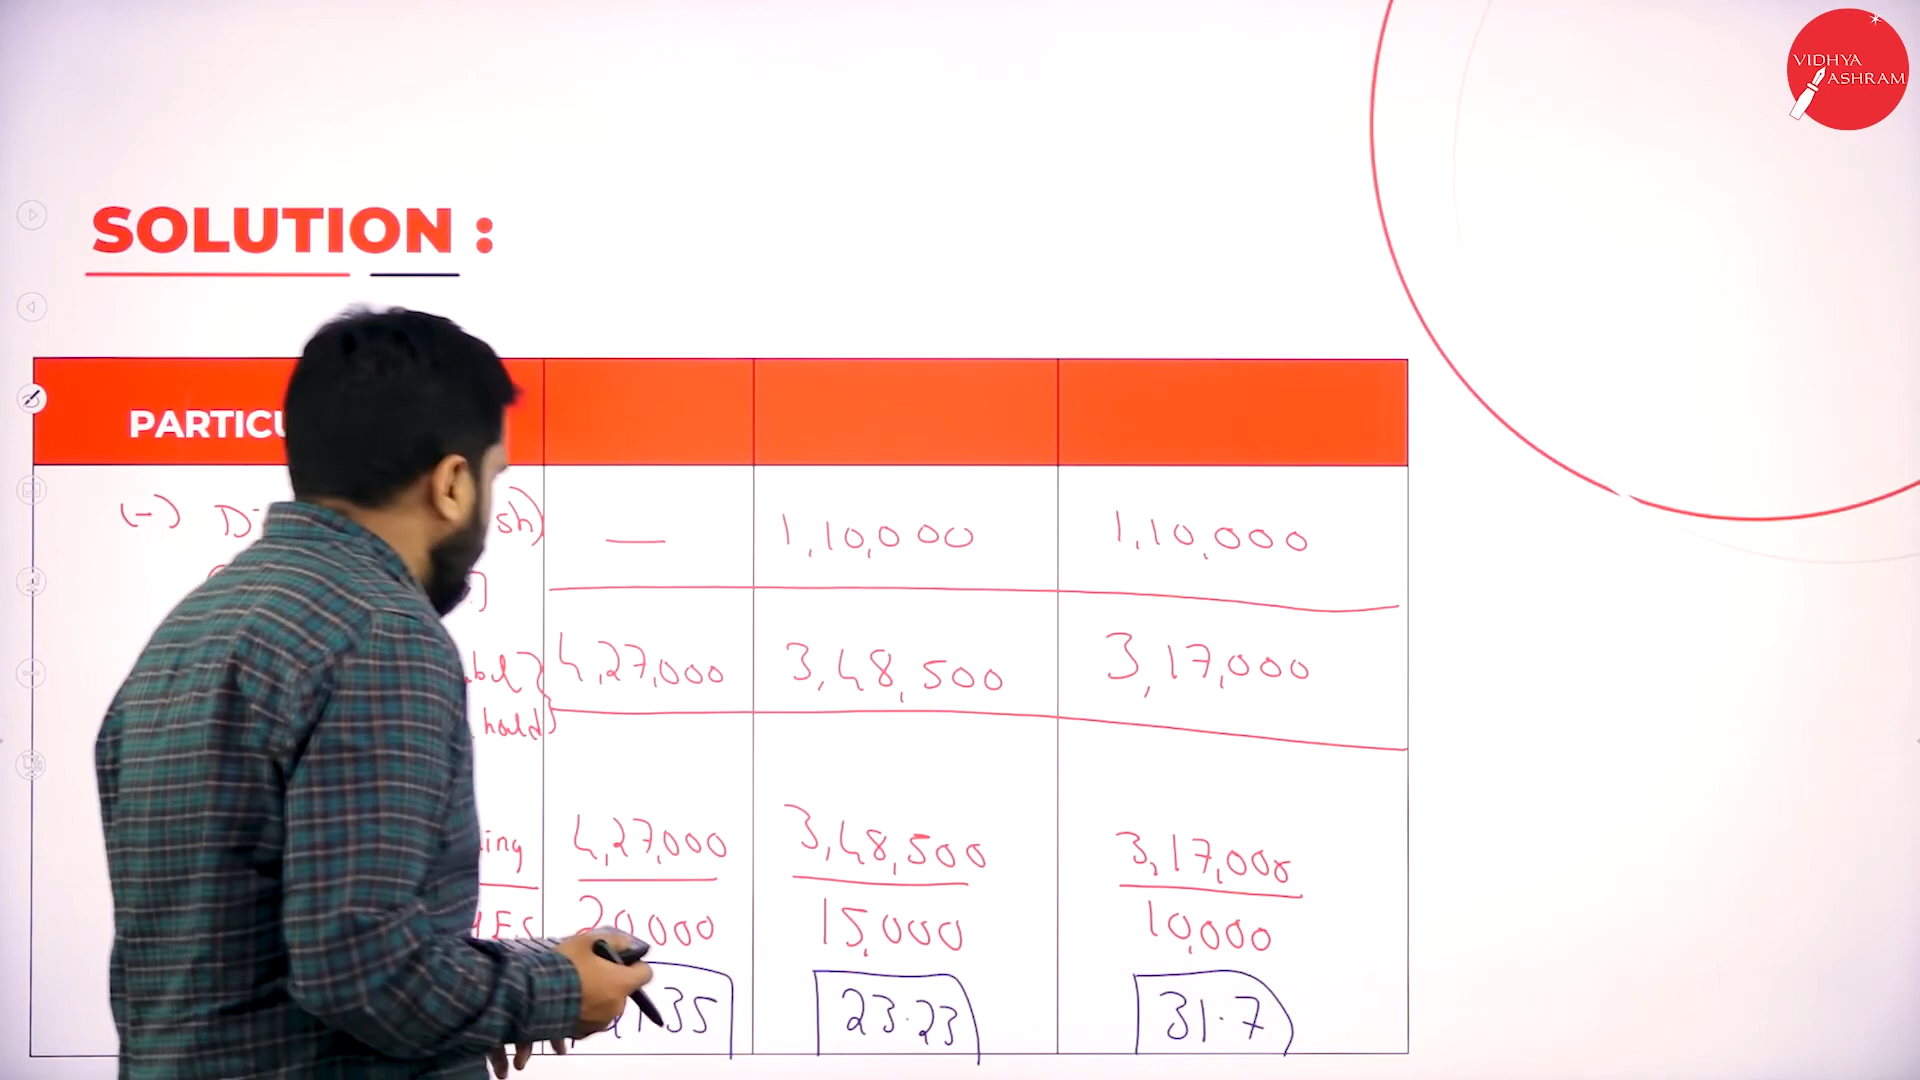 VIDHYA
ASHRAM
SOLUTION :
PARTICU
(-) Di sh) — 1,10,000 1,10,000
4,27,000 3,48,500 3,17,000
hold
ing 4,27,000 3,48,500 3,17,000
20,000 15,000 10,000
21.35 23.23 31.7